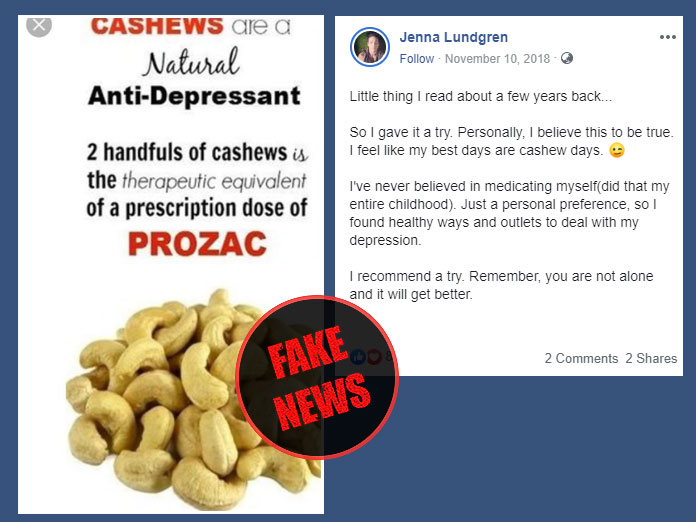 CASHEWS are a
Natural
Anti-Depressant
2 handfuls of cashews is
the therapeutic equivalent
of a prescription dose of
PROZAC
FAKE
NEWS
Jenna Lundgren
Follow · November 10, 2018 ·
Little thing I read about a few years back...
So I gave it a try. Personally, I believe this to be true.
I feel like my best days are cashew days. 😉
I've never believed in medicating myself(did that my
entire childhood). Just a personal preference, so I
found healthy ways and outlets to deal with my
depression.
I recommend a try. Remember, you are not alone
and it will get better.
2 Comments 2 Shares